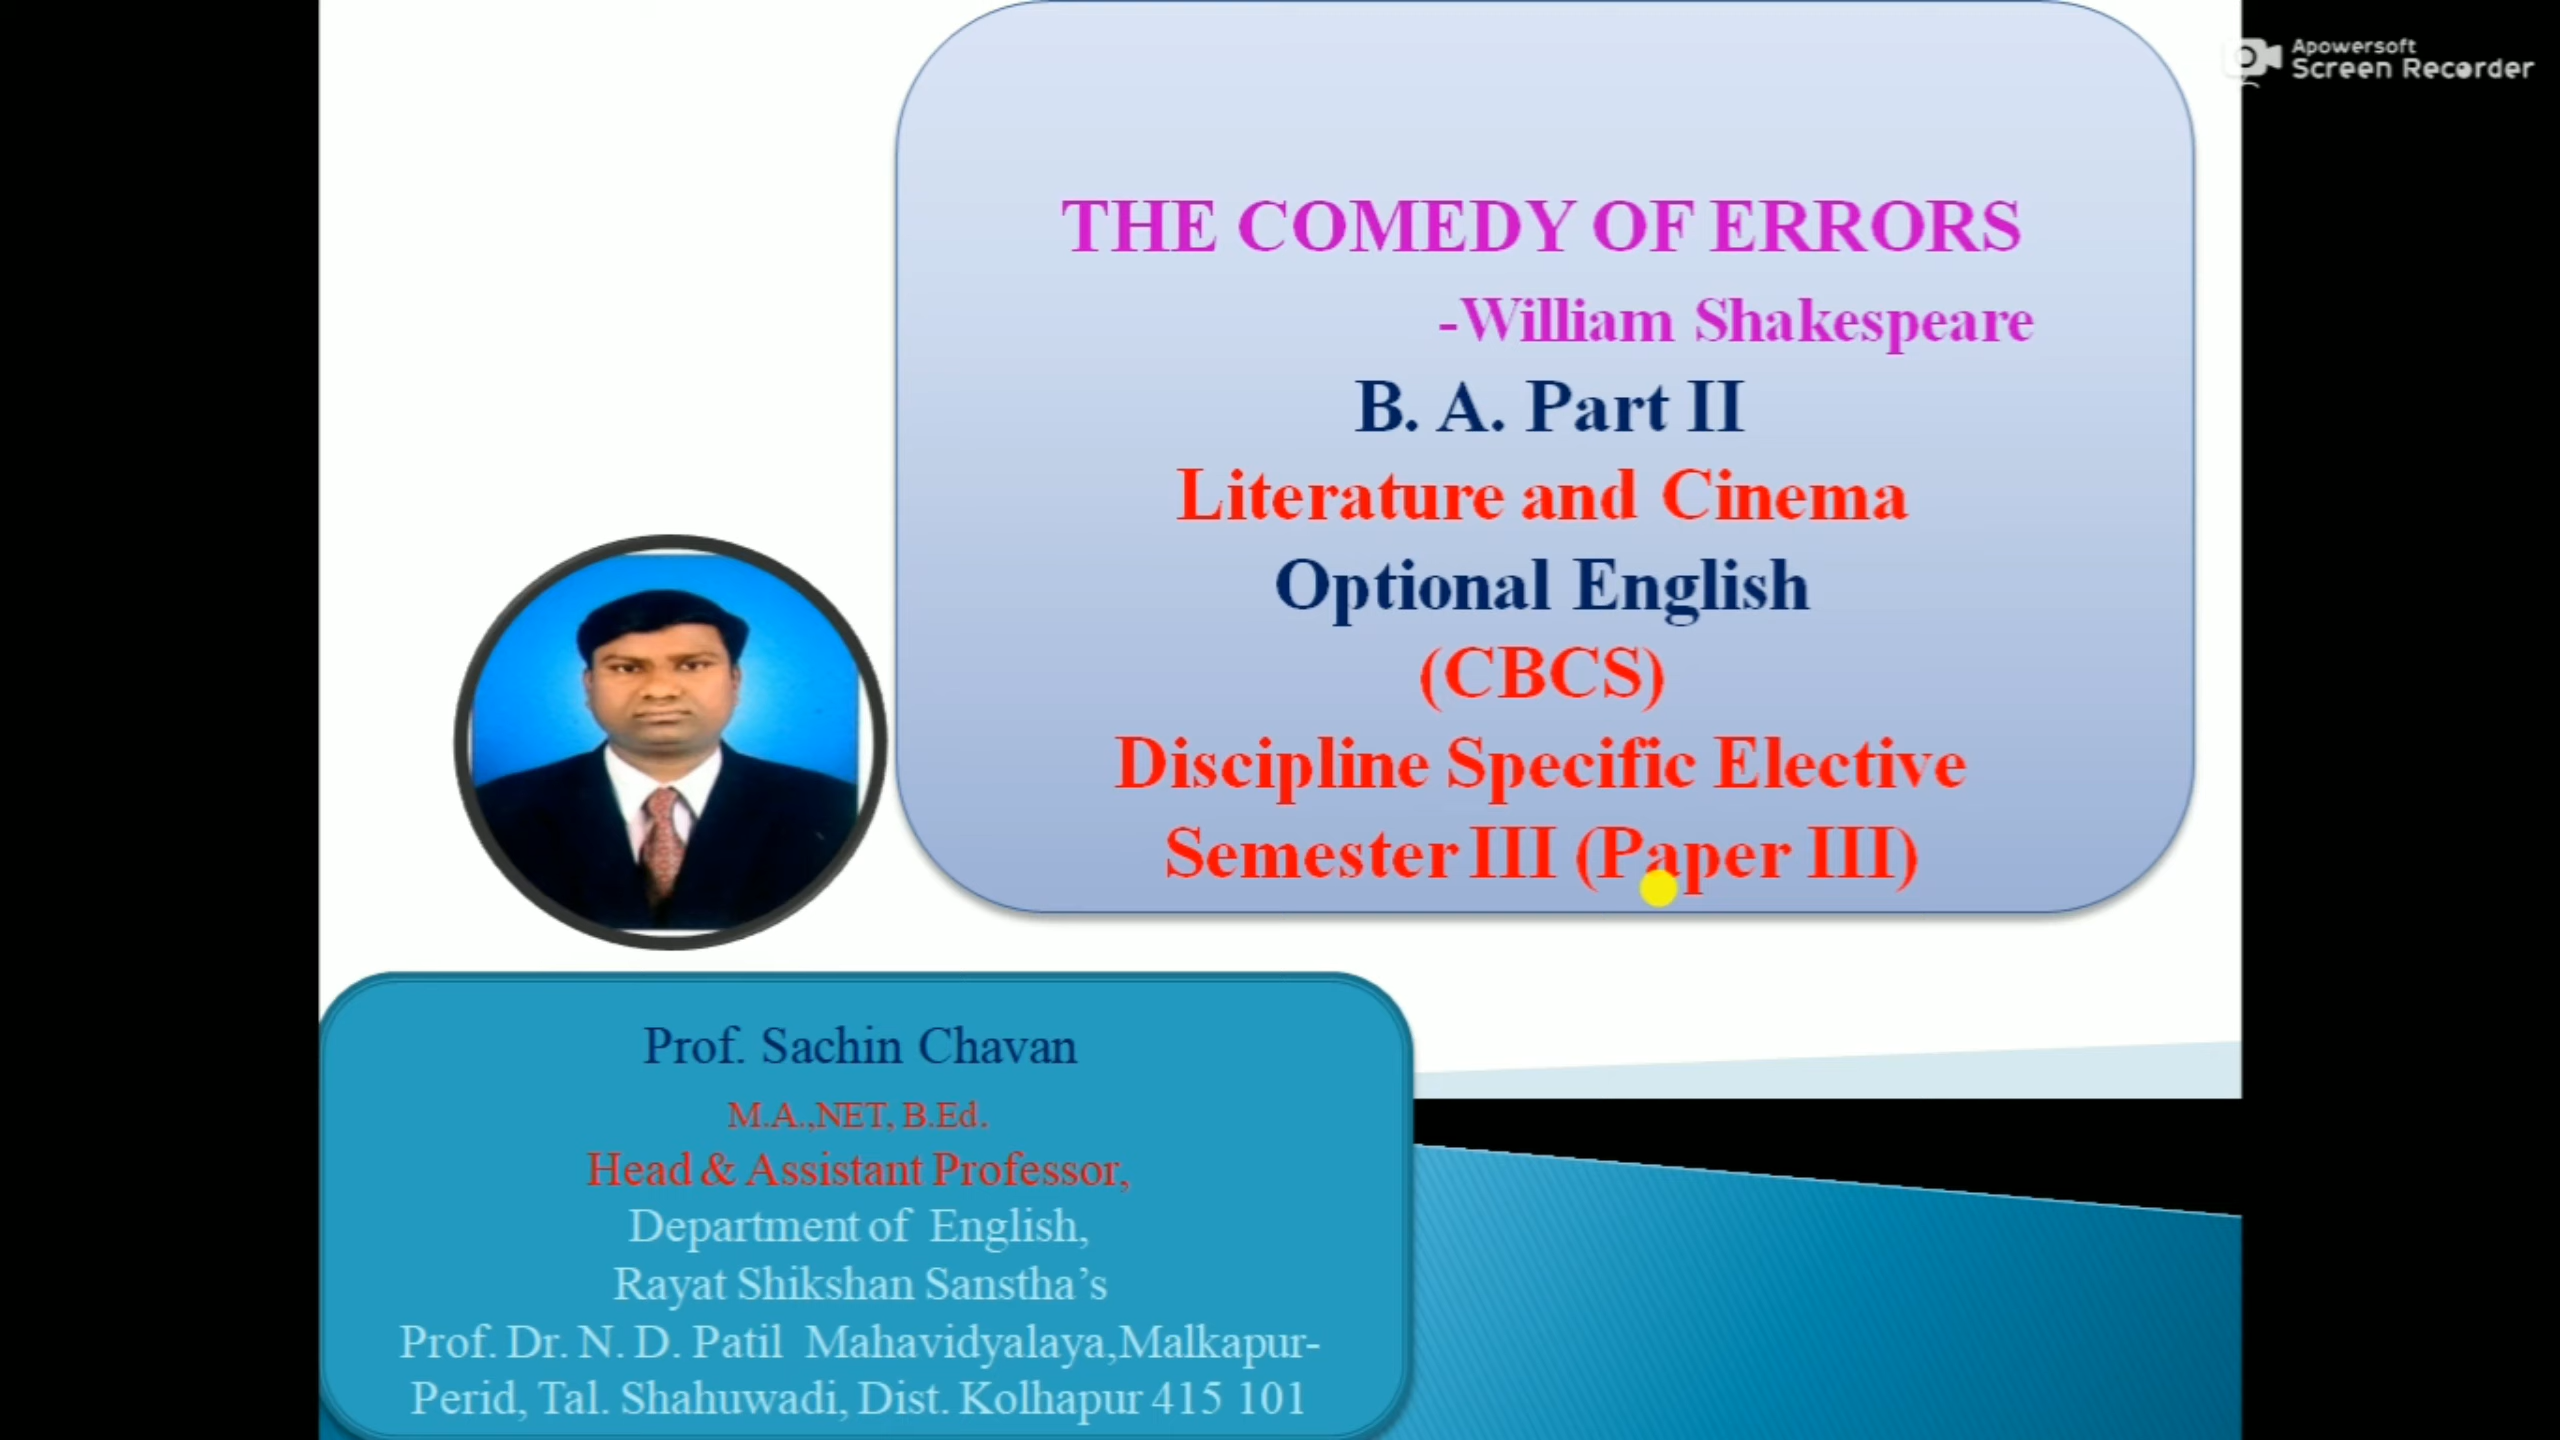 Apowersoft
Screen Recorder
THE COMEDY OF ERRORS
-William Shakespeare
B. A. Part II
Literature and Cinema
Optional English
(CBCS)
Discipline Specific Elective
Semester III (Paper III)
Prof. Sachin Chavan
M.A.,NET, B.Ed.
Head & Assistant Professor,
Department of English,
Rayat Shikshan Sanstha’s
Prof. Dr. N. D. Patil Mahavidyalaya,Malkapur-
Perid, Tal. Shahuwadi, Dist. Kolhapur 415 101